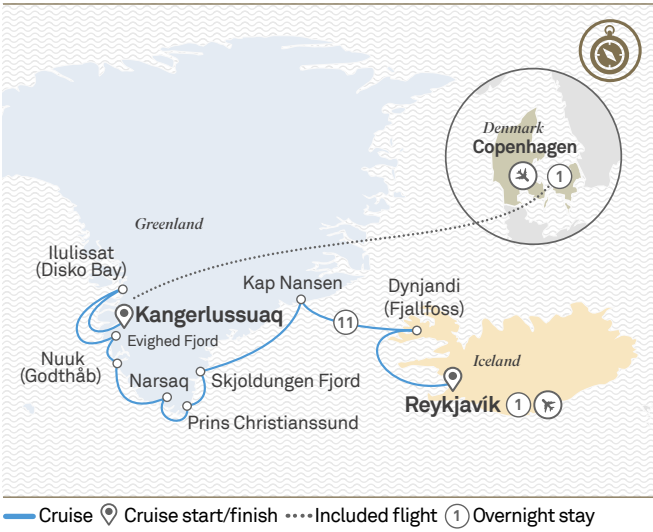 Denmark
Copenhagen
1
Greenland
Ilulissat
(Disko Bay)
Kap Nansen
Dynjandi
(Fjallfoss)
Kangerlussuaq
11
Evighed Fjord
Nuuk
(Godthåb)
Iceland
Narsaq
Skjoldungen Fjord
Reykjavík 1
Prins Christianssund
Cruise Cruise start/finish Included flight 1 Overnight stay